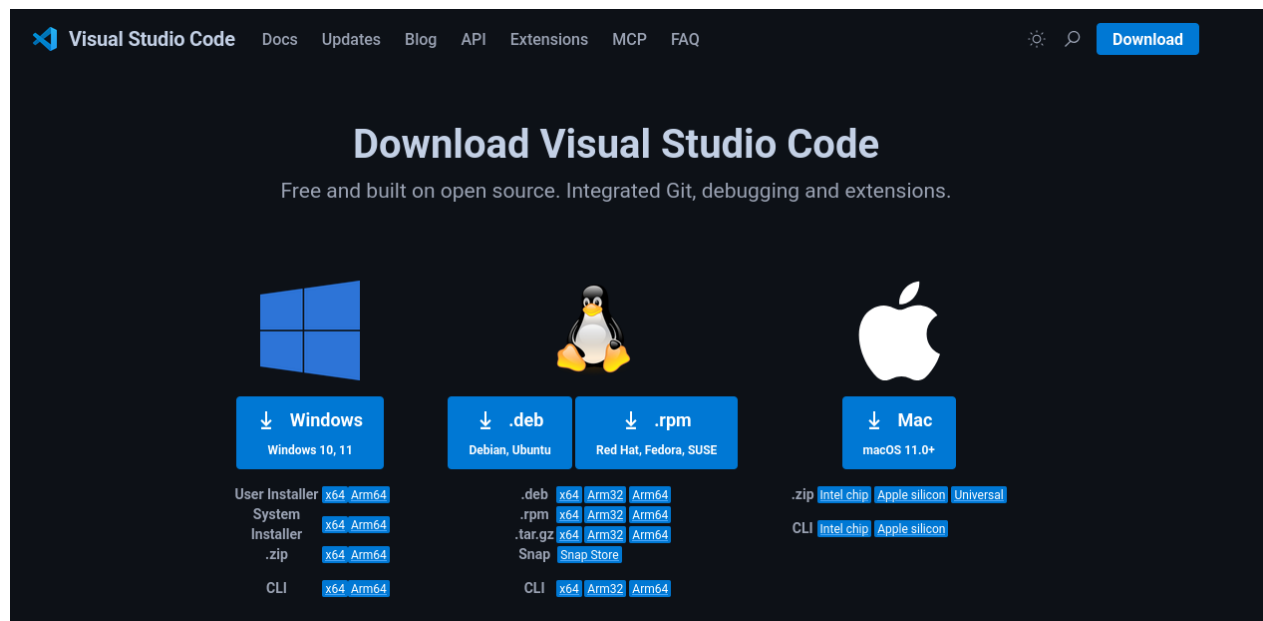 Visual Studio Code Docs Updates Blog API Extensions MCP FAQ Download
Download Visual Studio Code
Free and built on open source. Integrated Git, debugging and extensions.
Windows
Windows 10, 11
User Installer x64 Arm64
System
Installer x64 Arm64
.zip x64 Arm64
CLI x64 Arm64
.deb
Debian, Ubuntu
.rpm
Red Hat, Fedora, SUSE
.deb x64 Arm32 Arm64
.rpm x64 Arm32 Arm64
.tar.gz x64 Arm32 Arm64
Snap Snap Store
CLI x64 Arm32 Arm64
Mac
macOS 11.0+
.zip Intel chip Apple silicon Universal
CLI Intel chip Apple silicon